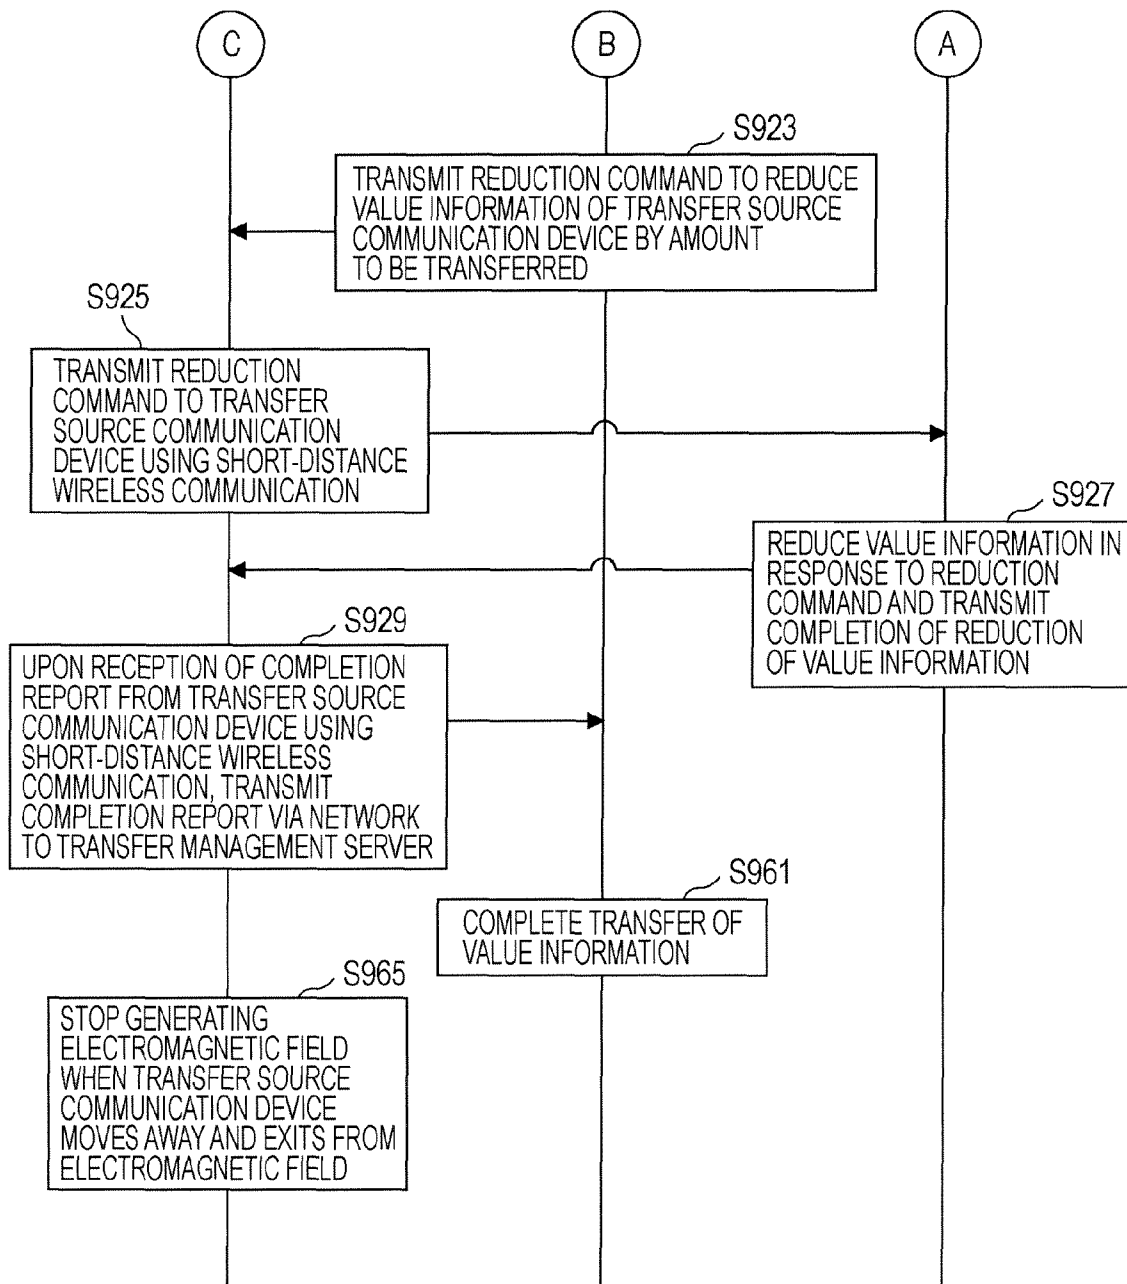 C
B
A
S923
TRANSMIT REDUCTION COMMAND TO REDUCE
VALUE INFORMATION OF TRANSFER SOURCE
COMMUNICATION DEVICE BY AMOUNT
TO BE TRANSFERRED
S925
TRANSMIT REDUCTION
COMMAND TO TRANSFER
SOURCE COMMUNICATION
DEVICE USING SHORT-DISTANCE
WIRELESS COMMUNICATION
S927
REDUCE VALUE INFORMATION IN
RESPONSE TO REDUCTION
COMMAND AND TRANSMIT
COMPLETION OF REDUCTION
OF VALUE INFORMATION
S929
UPON RECEPTION OF COMPLETION
REPORT FROM TRANSFER SOURCE
COMMUNICATION DEVICE USING
SHORT-DISTANCE WIRELESS
COMMUNICATION, TRANSMIT
COMPLETION REPORT VIA NETWORK
TO TRANSFER MANAGEMENT SERVER
S961
COMPLETE TRANSFER OF
VALUE INFORMATION
S965
STOP GENERATING
ELECTROMAGNETIC FIELD
WHEN TRANSFER SOURCE
COMMUNICATION DEVICE
MOVES AWAY AND EXITS FROM
ELECTROMAGNETIC FIELD